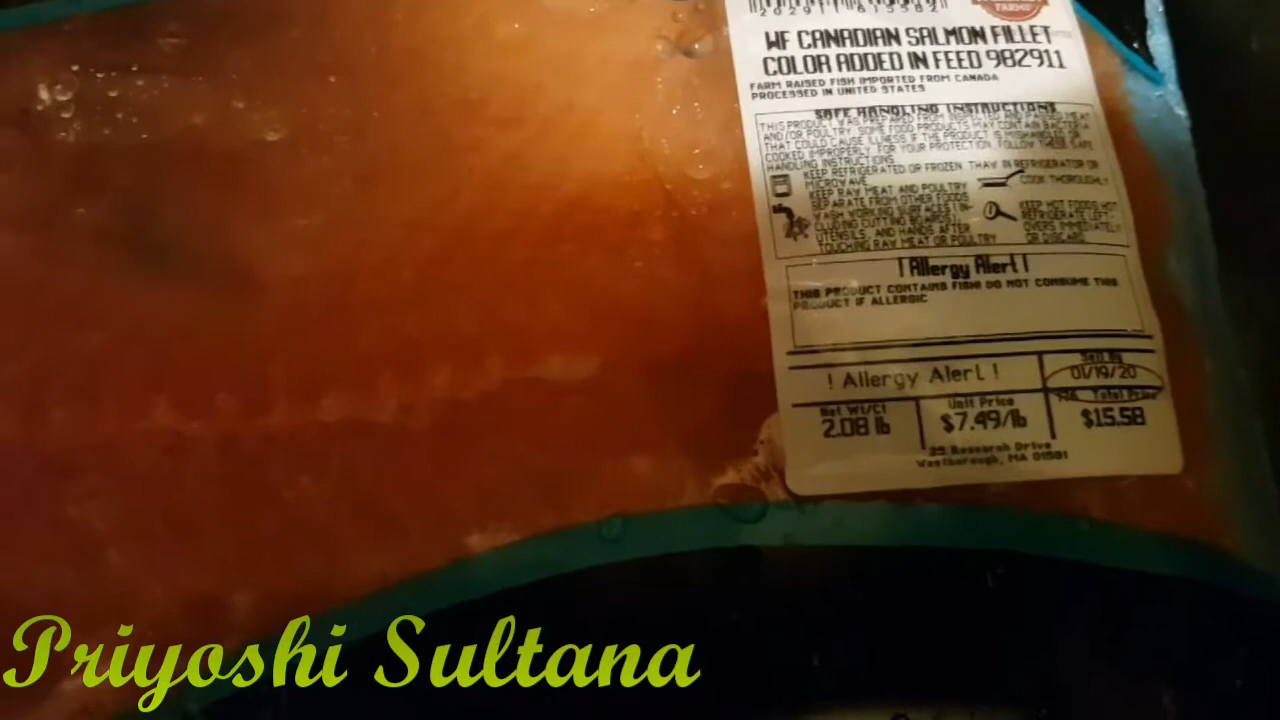 FARMS
WF CANADIAN SALMON FILLET
COLOR ADDED IN FEED 982911
FARM RAISED FISH IMPORTED FROM CANADA
PROCESSED IN UNITED STATES
SAFE HANDLING INSTRUCTIONS
THIS PRODUCT WAS PREPARED FROM INSPECTED AND PASSED MEAT
AND/OR POULTRY. SOME FOOD PRODUCTS MAY CONTAIN BACTERIA
THAT COULD CAUSE ILLNESS IF THE PRODUCT IS MISHANDLED OR
COOKED IMPROPERLY. FOR YOUR PROTECTION, FOLLOW THESE SAFE
HANDLING INSTRUCTIONS.
KEEP REFRIGERATED OR FROZEN. THAW IN REFRIGERATOR OR
MICROWAVE.
KEEP RAW MEAT AND POULTRY
SEPARATE FROM OTHER FOODS.
WASH WORKING SURFACES (IN-
CLUDING CUTTING BOARDS),
UTENSILS, AND HANDS AFTER
TOUCHING RAW MEAT OR POULTRY
COOK THOROUGHLY
KEEP HOT FOODS HOT
REFRIGERATE LEFT-
OVERS IMMEDIATELY
OR DISCARD
! Allergy Alert !
THIS PRODUCT CONTAINS FISH! DO NOT CONSUME THIS
PRODUCT IF ALLERGIC
! Allergy Alert !
Sell By
01/19/20
Net Wt/Ct
2.08 lb
Unit Price
$7.49/lb
Total Price
$15.58
25 Research Drive
Westborough, MA 01581
Priyoshi Sultana